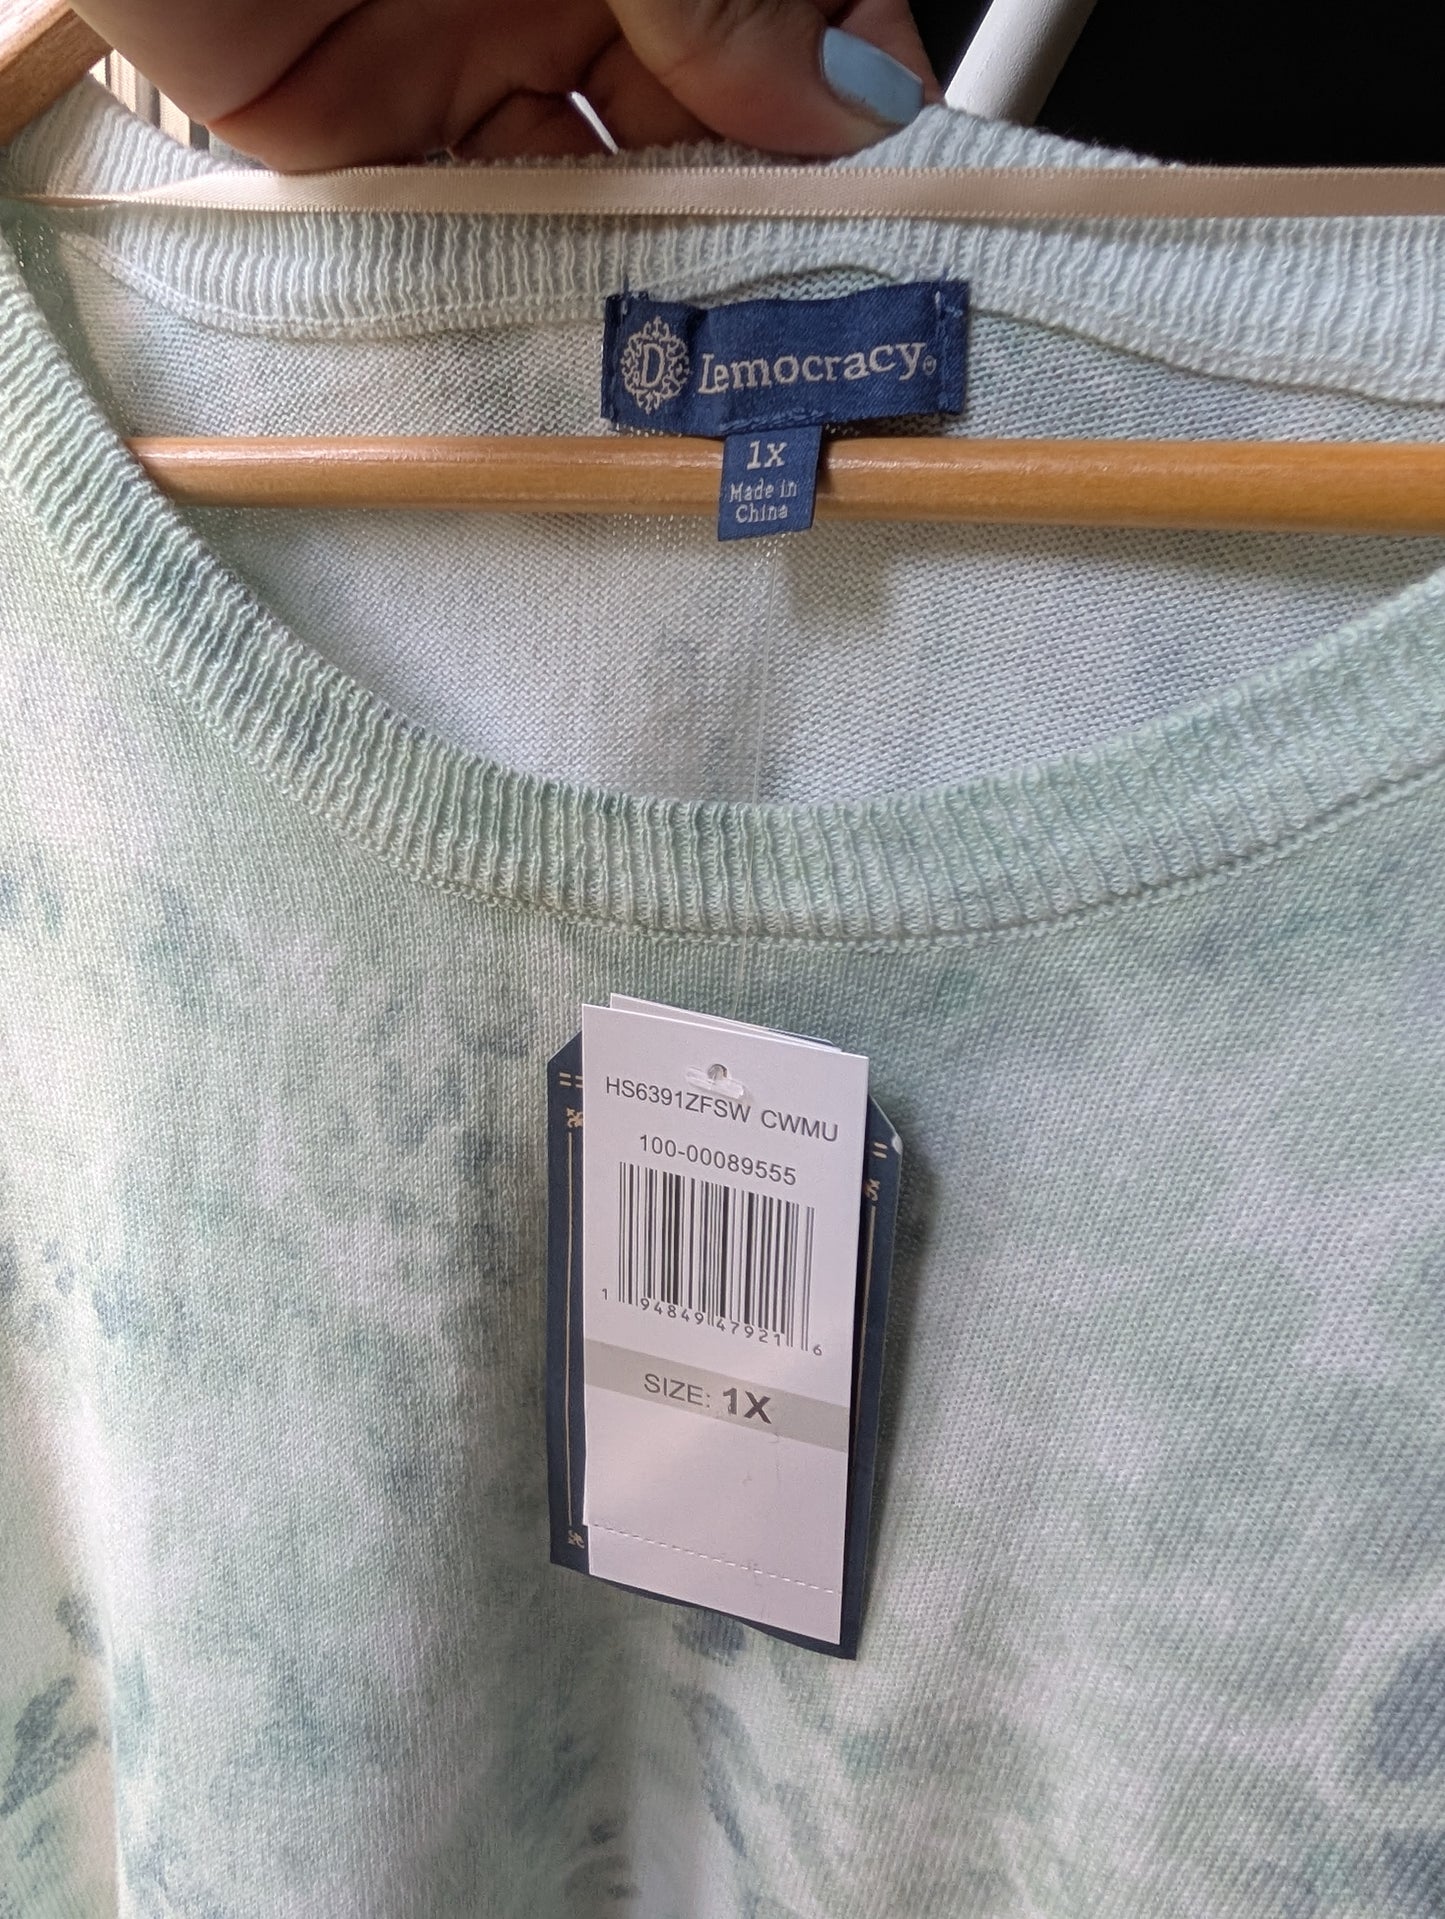 D Democracy®
1X
Made in
China
HS6391ZFSW CWMU
100-00089555
1 94849 47921 6
SIZE: 1X